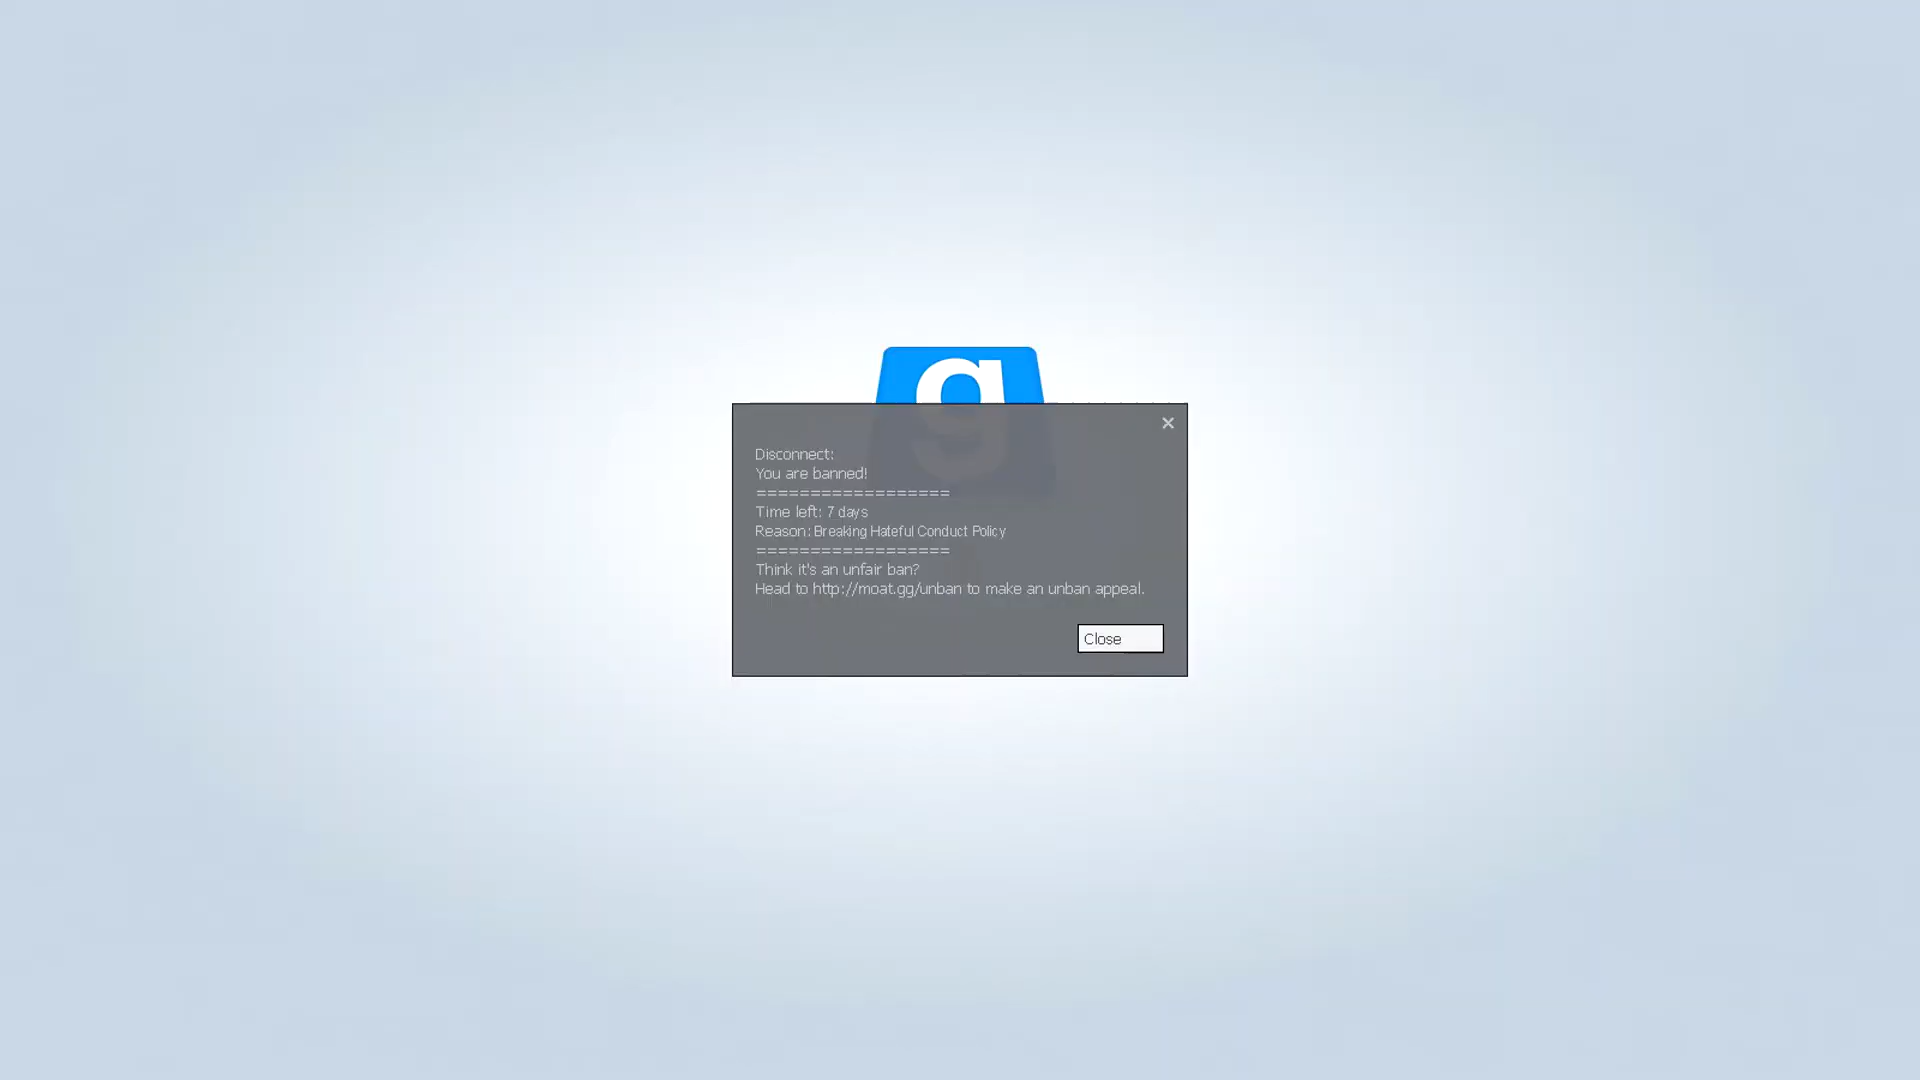 g
Disconnect:
You are banned!
==================
Time left: 7 days
Reason: Breaking Hateful Conduct Policy
==================
Think it's an unfair ban?
Head to http://moat.gg/unban to make an unban appeal.
Close